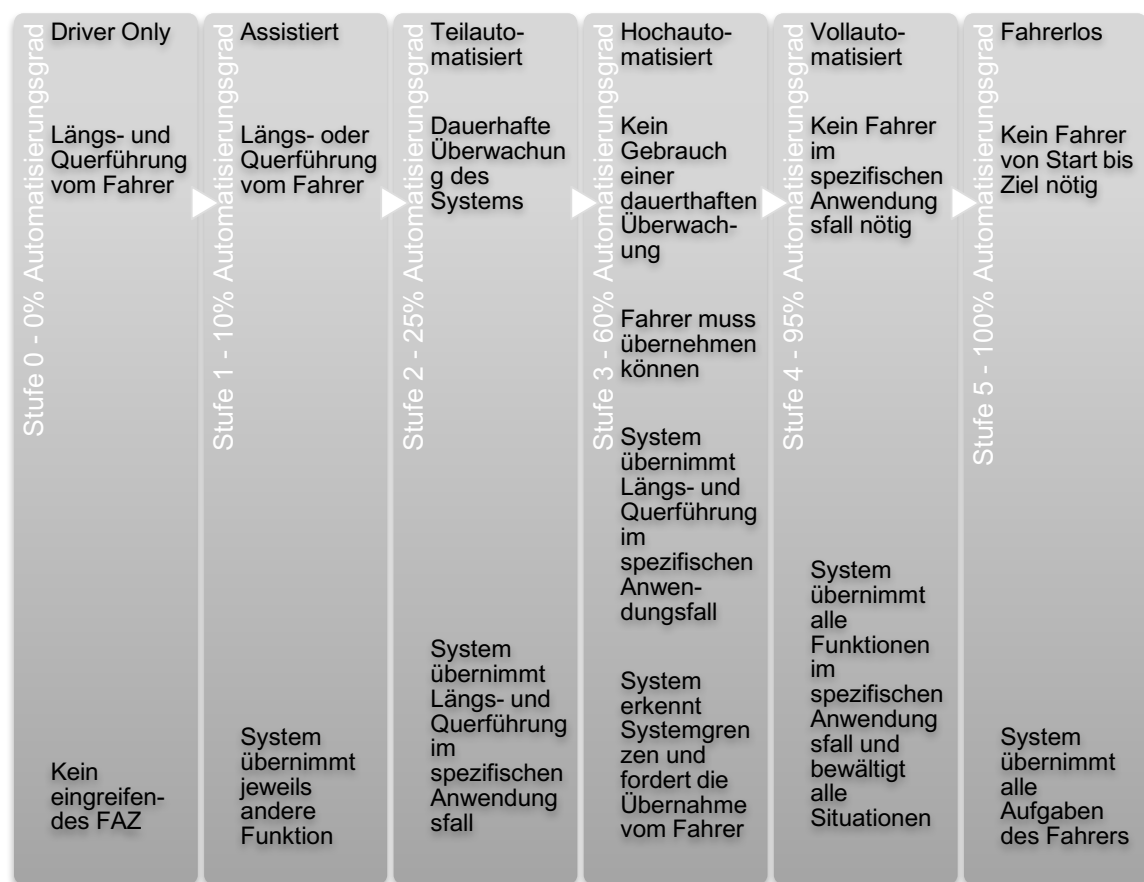 Stufe 0 - 0% Automatisierungsgrad
Driver Only
Längs- und
Querführung
vom Fahrer
Kein
eingreifen-
des FAZ
Stufe 1 - 10% Automatisierungsgrad
Assistiert
Längs- oder
Querführung
vom Fahrer
System
übernimmt
jeweils
andere
Funktion
Stufe 2 - 25% Automatisierungsgrad
Teilauto-
matisiert
Dauerhafte
Überwachun
g des
Systems
System
übernimmt
Längs- und
Querführung
im
spezifischen
Anwendung
sfall
Stufe 3 - 60% Automatisierungsgrad
Hochauto-
matisiert
Kein
Gebrauch
einer
dauerthaften
Überwach-
ung
Fahrer muss
übernehmen
können
System
übernimmt
Längs- und
Querführung
im
spezifischen
Anwen-
dungsfall
System
erkennt
Systemgren
zen und
fordert die
Übernahme
vom Fahrer
Stufe 4 - 95% Automatisierungsgrad
Vollauto-
matisiert
Kein Fahrer
im
spezifischen
Anwendung
sfall nötig
System
übernimmt
alle
Funktionen
im
spezifischen
Anwendung
sfall und
bewältigt
alle
Situationen
Stufe 5 - 100% Automatisierungsgrad
Fahrerlos
Kein Fahrer
von Start bis
Ziel nötig
System
übernimmt
alle
Aufgaben
des Fahrers